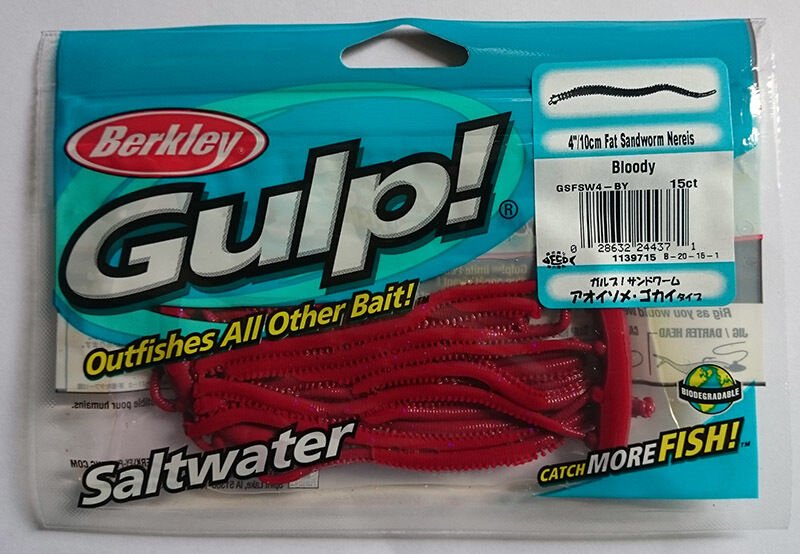 Berkley
Gulp!®
Outfishes All Other Bait!
Saltwater
4"/10cm Fat Sandworm Nereis
Bloody
GSFSW4-BY 15ct
0 28632 24437 1
1139715 8-20-15-1
ガルプ!サンドワーム
アオイソメ・ゴカイタイプ
Rig as you would
JIG / DARTER HEAD
BIODEGRADABLE
CATCH MORE FISH!™